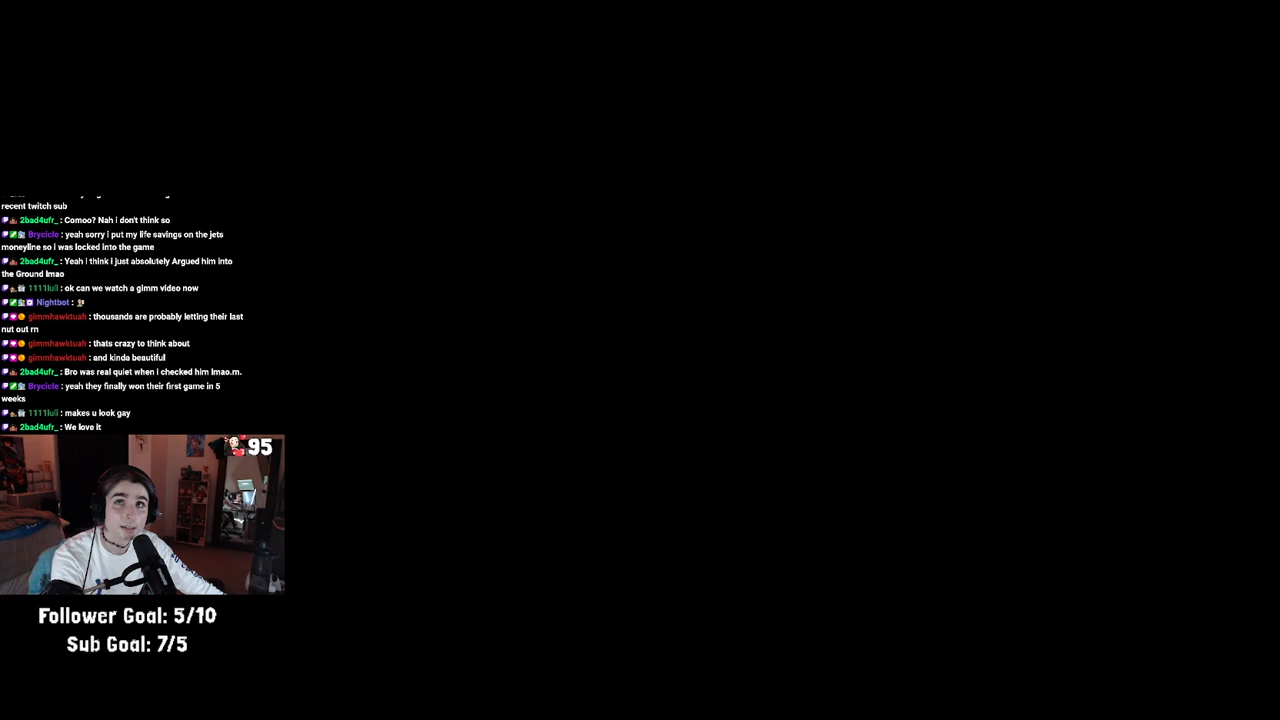 recent twitch sub
2bad4ufr_ : Comoo? Nah i don't think so
Brycicle : yeah sorry i put my life savings on the jets
moneyline so i was locked into the game
2bad4ufr_ : Yeah i think i just absolutely Argued him into
the Ground lmao
1111lull : ok can we watch a gimm video now
Nightbot :
gimmhawktuah : thousands are probably letting their last
nut out rn
gimmhawktuah : thats crazy to think about
gimmhawktuah : and kinda beautiful
2bad4ufr_ : Bro was real quiet when i checked him lmao.m.
Brycicle : yeah they finally won their first game in 5
weeks
1111lull : makes u look gay
2bad4ufr_ : We love it
95
Follower Goal: 5/10
Sub Goal: 7/5